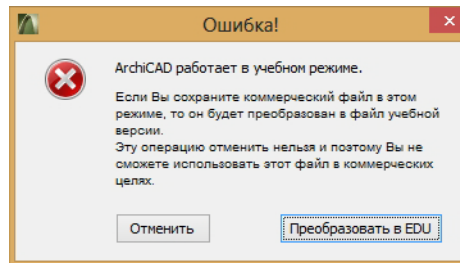 Ошибка!
ArchiCAD работает в учебном режиме.
Если Вы сохраните коммерческий файл в этом
режиме, то он будет преобразован в файл учебной
версии.
Эту операцию отменить нельзя и поэтому Вы не
сможете использовать этот файл в коммерческих
целях.
Отменить
Преобразовать в EDU